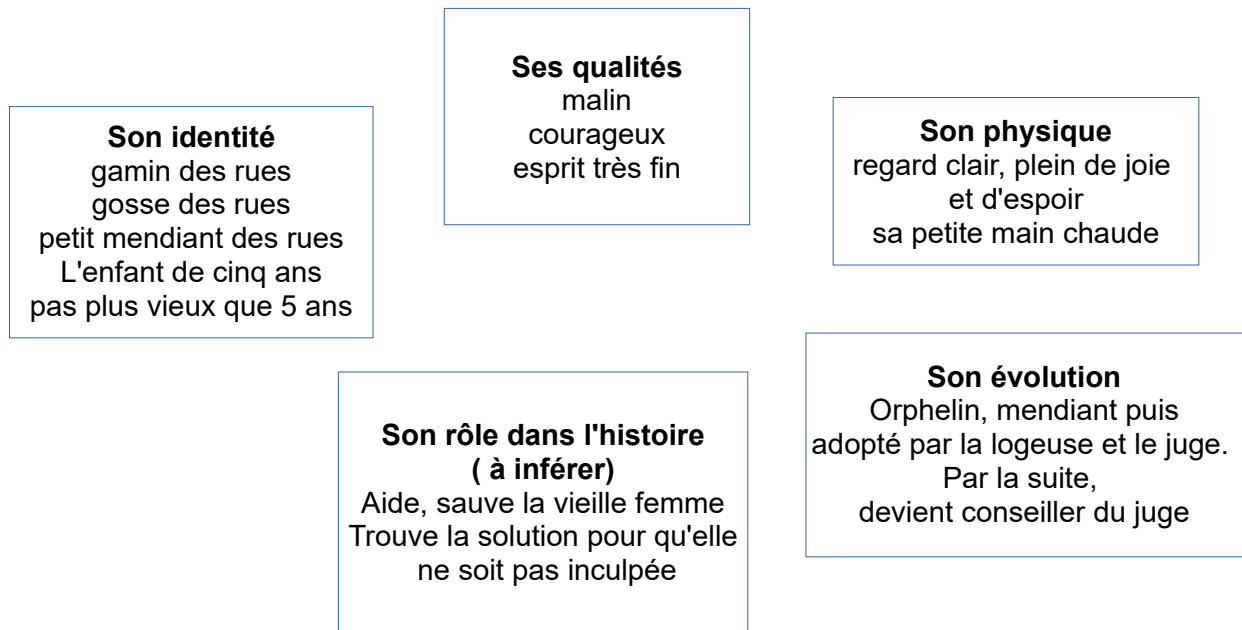 Ses qualités
malin
courageux
esprit très fin
Son identité
gamin des rues
gosse des rues
petit mendiant des rues
L'enfant de cinq ans
pas plus vieux que 5 ans
Son physique
regard clair, plein de joie
et d'espoir
sa petite main chaude
Son rôle dans l'histoire
( à inférer)
Aide, sauve la vieille femme
Trouve la solution pour qu'elle
ne soit pas inculpée
Son évolution
Orphelin, mendiant puis
adopté par la logeuse et le juge.
Par la suite,
devient conseiller du juge